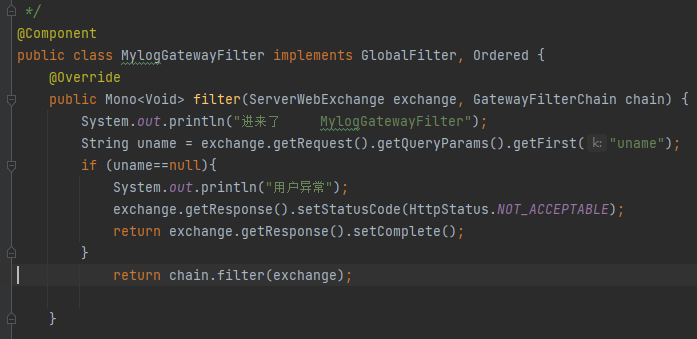 */
@Component
public class MylogGatewayFilter implements GlobalFilter, Ordered {
    @Override
    public Mono<Void> filter(ServerWebExchange exchange, GatewayFilterChain chain) {
        System.out.println("进来了     MylogGatewayFilter");
        String uname = exchange.getRequest().getQueryParams().getFirst( k: "uname");
        if (uname==null){
            System.out.println("用户异常");
            exchange.getResponse().setStatusCode(HttpStatus.NOT_ACCEPTABLE);
            return exchange.getResponse().setComplete();
        }
            return chain.filter(exchange);
    }